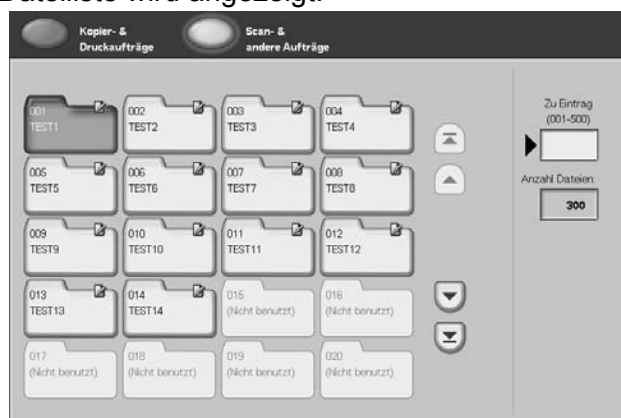 Dateiliste wird angezeigt.
Kopier- &
Druckaufträge
Scan- &
andere Aufträge
001
TEST1
002
TEST2
003
TEST3
004
TEST4
Zu Eintrag
(001-500)
005
TEST5
006
TEST6
007
TEST7
008
TEST8
Anzahl Dateien:
300
009
TEST9
010
TEST10
011
TEST11
012
TEST12
013
TEST13
014
TEST14
015
(Nicht benutzt)
016
(Nicht benutzt)
017
(Nicht benutzt)
018
(Nicht benutzt)
019
(Nicht benutzt)
020
(Nicht benutzt)